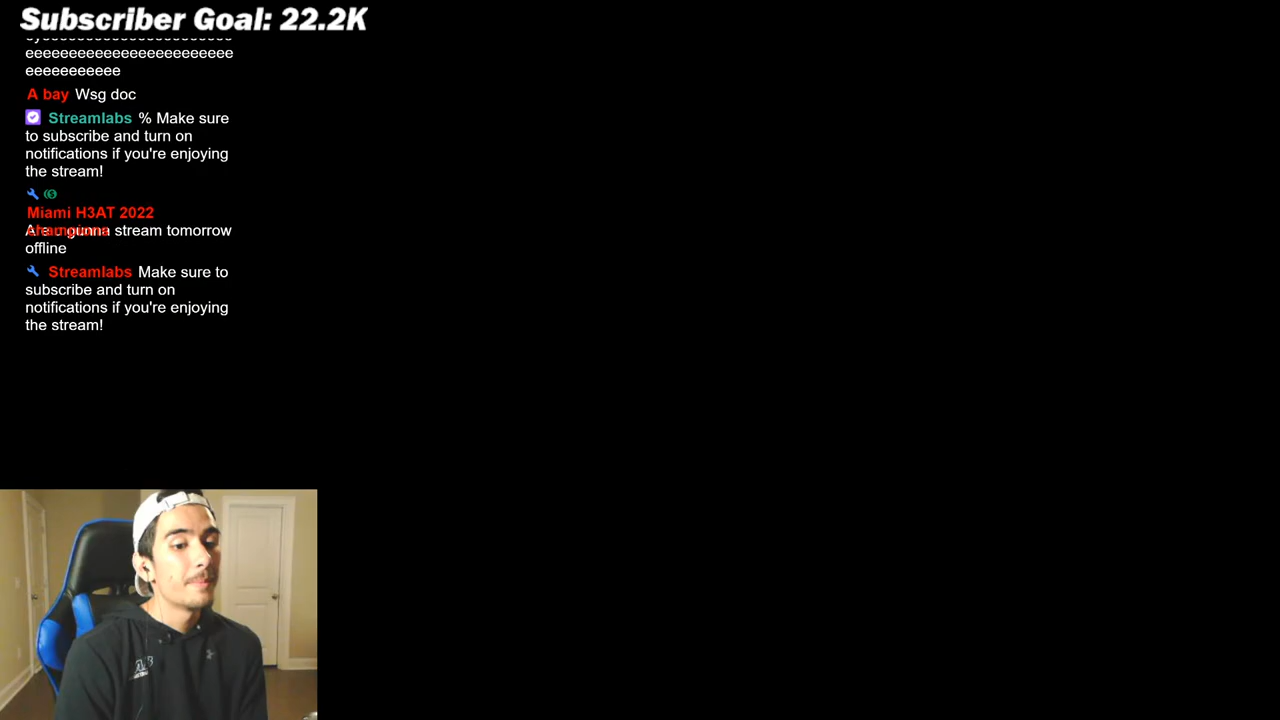 Subscriber Goal: 22.2K
eeeeeeeeeeeeeeeeeeeeeeee
eeeeeeeeeee
A bay Wsg doc
Streamlabs % Make sure
to subscribe and turn on
notifications if you're enjoying
the stream!
Miami H3AT 2022
gunna stream tomorrow
offline
Streamlabs Make sure to
subscribe and turn on
notifications if you're enjoying
the stream!